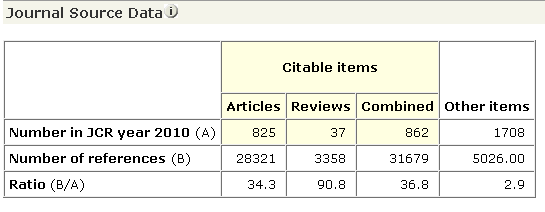 Journal Source Data i
Citable items
Articles Reviews Combined Other items
Number in JCR year 2010 (A) 825 37 862 1708
Number of references (B) 28321 3358 31679 5026.00
Ratio (B/A) 34.3 90.8 36.8 2.9